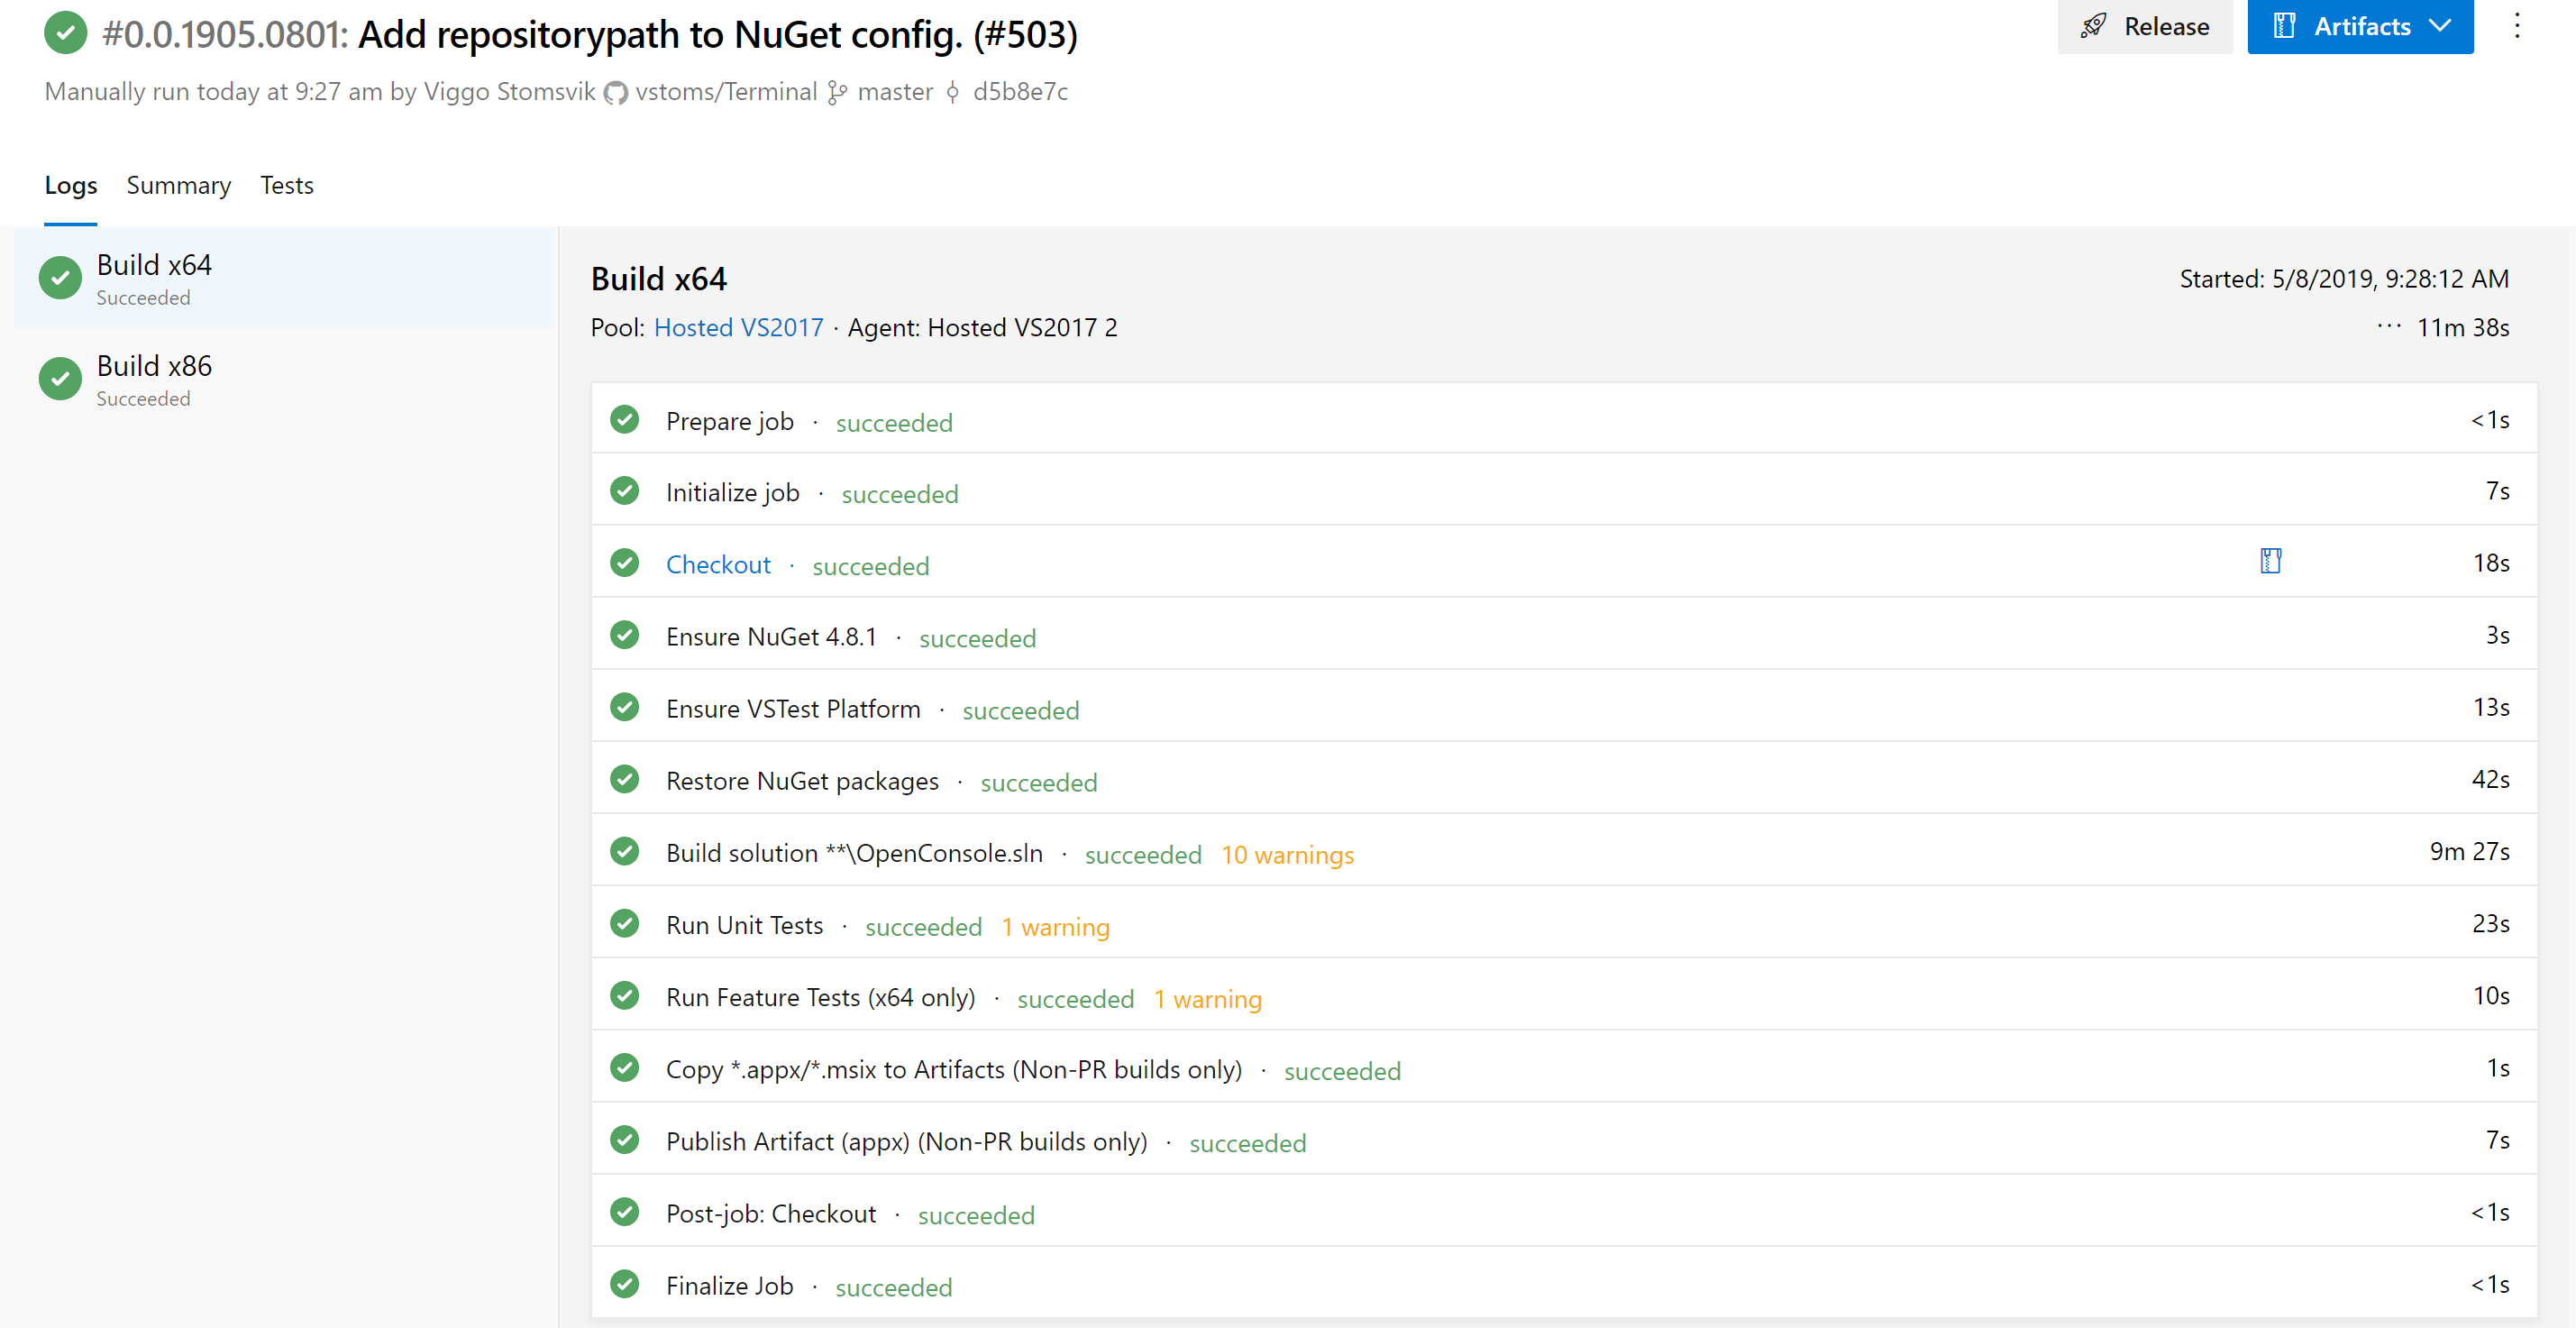 #0.0.1905.0801: Add repositorypath to NuGet config. (#503)
Release
Artifacts
Manually run today at 9:27 am by Viggo Stomsvik vstoms/Terminal master d5b8e7c
Logs Summary Tests
Build x64
Succeeded
Build x86
Succeeded
Build x64
Started: 5/8/2019, 9:28:12 AM
Pool: Hosted VS2017 · Agent: Hosted VS2017 2
··· 11m 38s
Prepare job · succeeded <1s
Initialize job · succeeded 7s
Checkout · succeeded 18s
Ensure NuGet 4.8.1 · succeeded 3s
Ensure VSTest Platform · succeeded 13s
Restore NuGet packages · succeeded 42s
Build solution **\OpenConsole.sln · succeeded 10 warnings 9m 27s
Run Unit Tests · succeeded 1 warning 23s
Run Feature Tests (x64 only) · succeeded 1 warning 10s
Copy *.appx/*.msix to Artifacts (Non-PR builds only) · succeeded 1s
Publish Artifact (appx) (Non-PR builds only) · succeeded 7s
Post-job: Checkout · succeeded <1s
Finalize Job · succeeded <1s